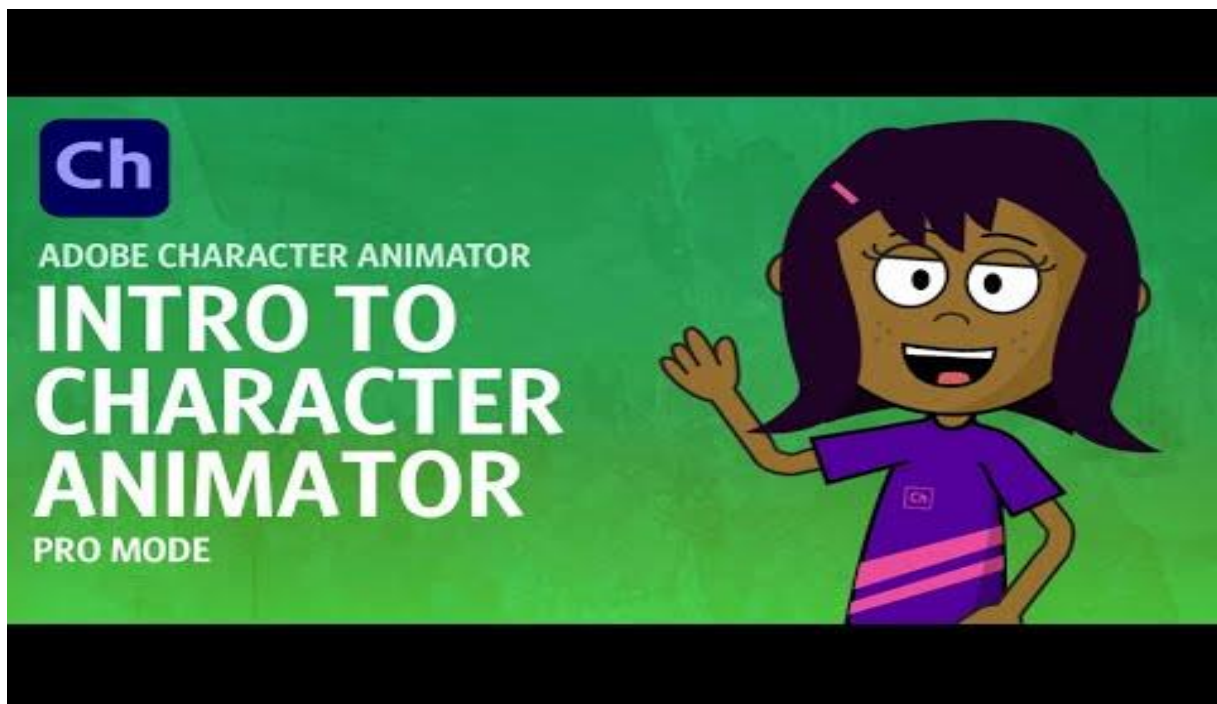 Ch
ADOBE CHARACTER ANIMATOR
INTRO TO
CHARACTER
ANIMATOR
PRO MODE
Ch